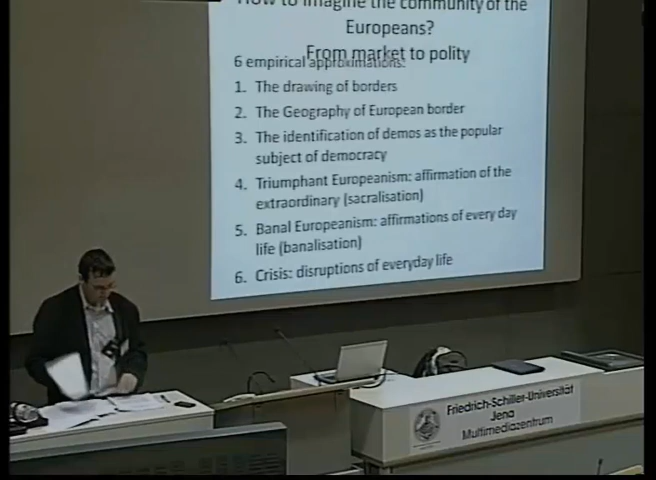 How to imagine the community of the
Europeans?
From market to polity
6 empirical approximations:
1. The drawing of borders
2. The Geography of European border
3. The identification of demos as the popular
subject of democracy
4. Triumphant Europeanism: affirmation of the
extraordinary (sacralisation)
5. Banal Europeanism: affirmations of every day
life (banalisation)
6. Crisis: disruptions of everyday life
Friedrich-Schiller-Universität
Jena
Multimediazentrum